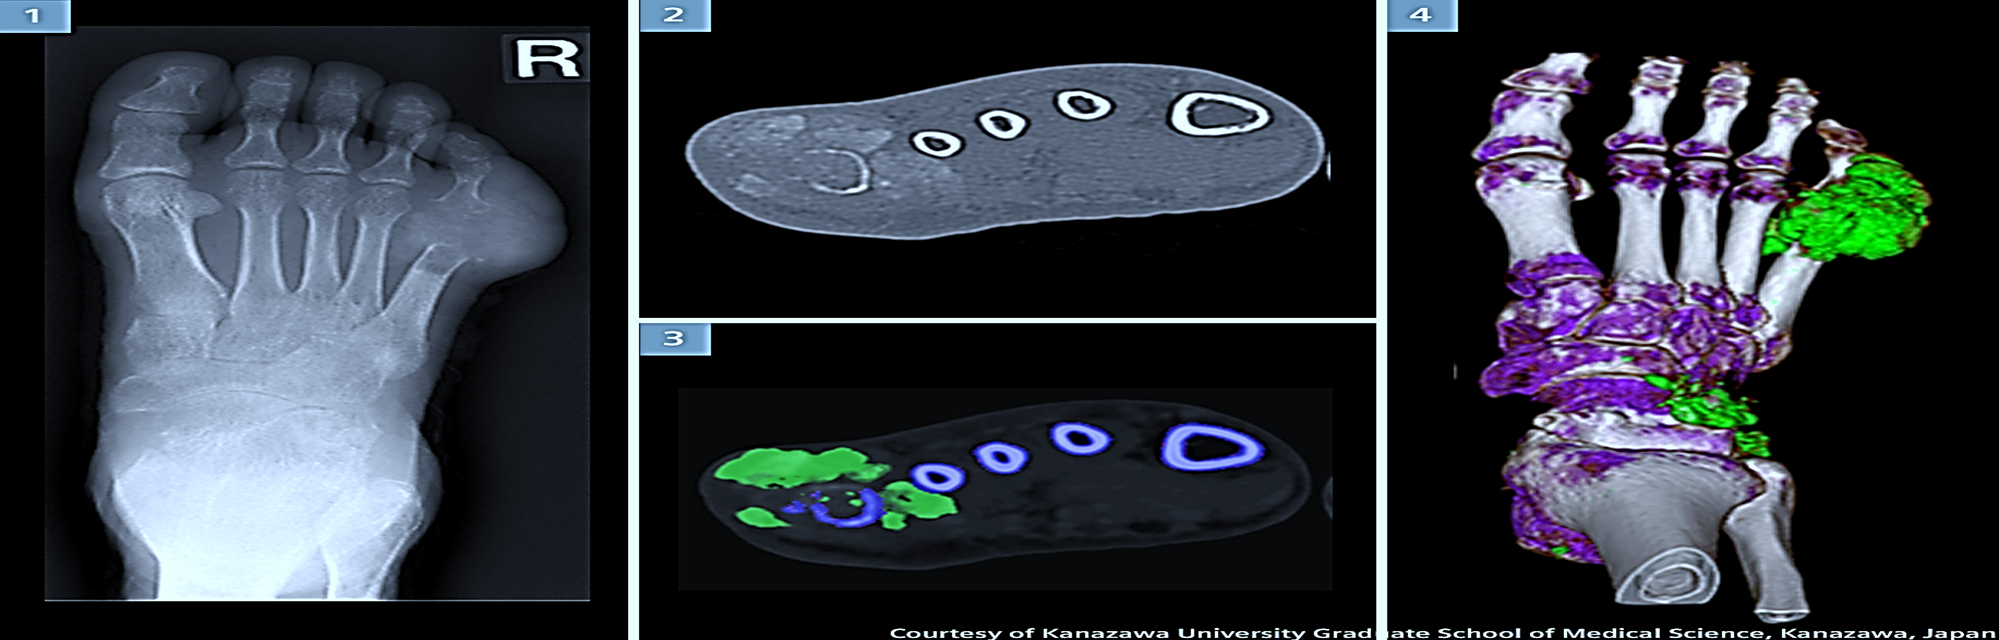 1
R
2
3
4
Courtesy of Kanazawa University Graduate School of Medical Science, Kanazawa, Japan